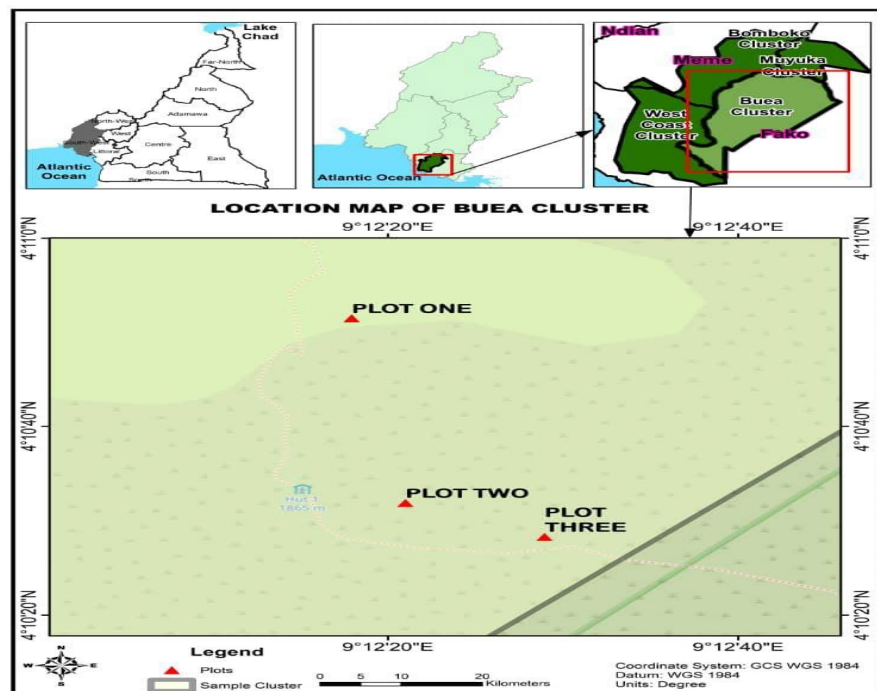 Lake
Chad
Far-North
North
Adamawa
North-West
West
South-West
Littoral
Centre
East
South
Atlantic
Ocean
Atlantic Ocean
Ndian
Bomboko
Cluster
Meme
Muyuka
Cluster
West
Coast
Cluster
Buea
Cluster
Fako
LOCATION MAP OF BUEA CLUSTER
9°12'20"E
9°12'40"E
4°11'0"N
4°11'0"N
PLOT ONE
4°10'40"N
4°10'40"N
PLOT TWO
Hut 1
1865 m
PLOT
THREE
4°10'20"N
4°10'20"N
9°12'20"E
9°12'40"E
N
W E
S
Legend
Plots
Sample Cluster
0 5 10 20
Kilometers
Coordinate System: GCS WGS 1984
Datum: WGS 1984
Units: Degree